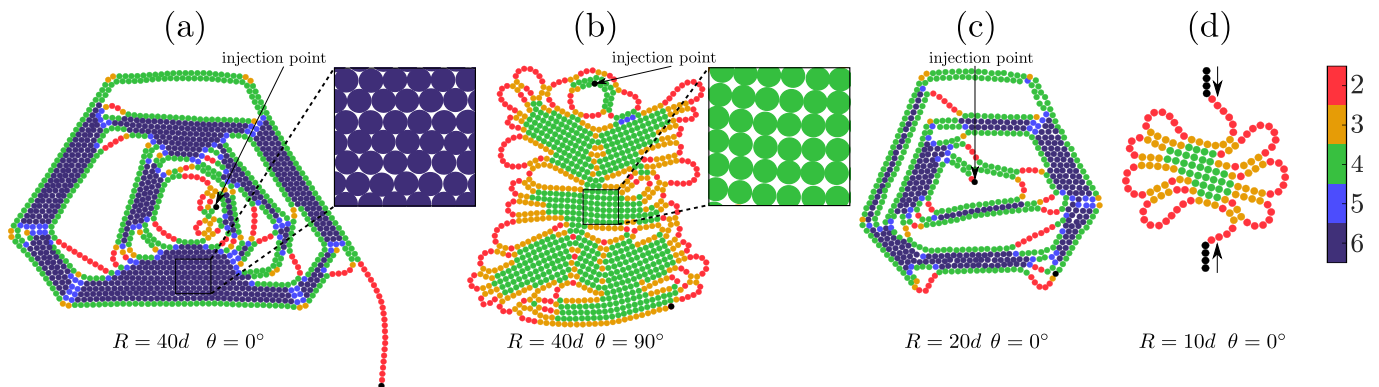 (a)
(b)
(c)
(d)
injection point
injection point
injection point
2
3
4
5
6
R = 40d θ = 0°
R = 40d θ = 90°
R = 20d θ = 0°
R = 10d θ = 0°